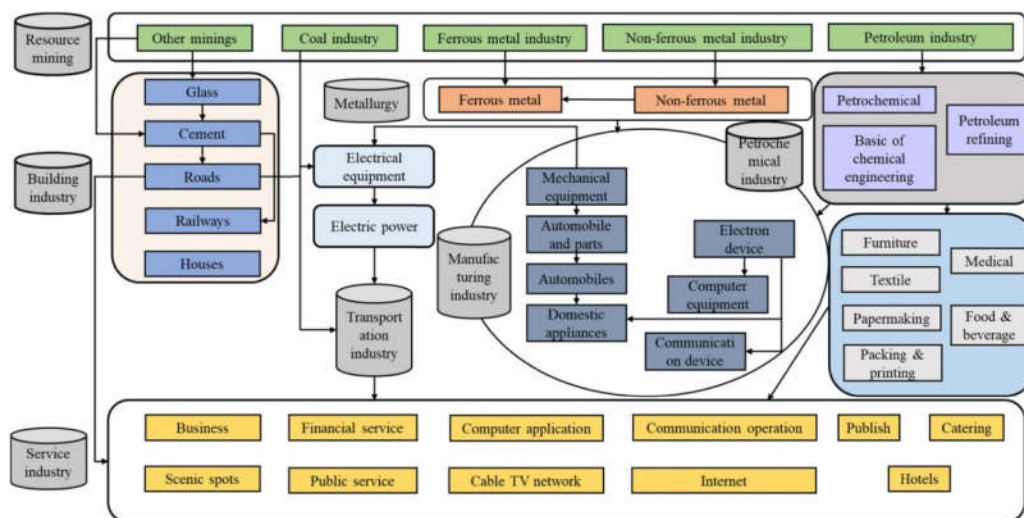 Resource
mining
Other minings
Coal industry
Ferrous metal industry
Non-ferrous metal industry
Petroleum industry
Glass
Cement
Roads
Railways
Houses
Building
industry
Metallurgy
Ferrous metal
Non-ferrous metal
Electrical
equipment
Electric power
Transport
ation
industry
Manufac
turing
industry
Mechanical
equipment
Automobile
and parts
Automobiles
Domestic
appliances
Electron
device
Computer
equipment
Communicati
on device
Petroche
mical
industry
Petrochemical
Basic of
chemical
engineering
Petroleum
refining
Furniture
Textile
Papermaking
Packing &
printing
Medical
Food &
beverage
Service
industry
Business
Financial service
Computer application
Communication operation
Publish
Catering
Scenic spots
Public service
Cable TV network
Internet
Hotels